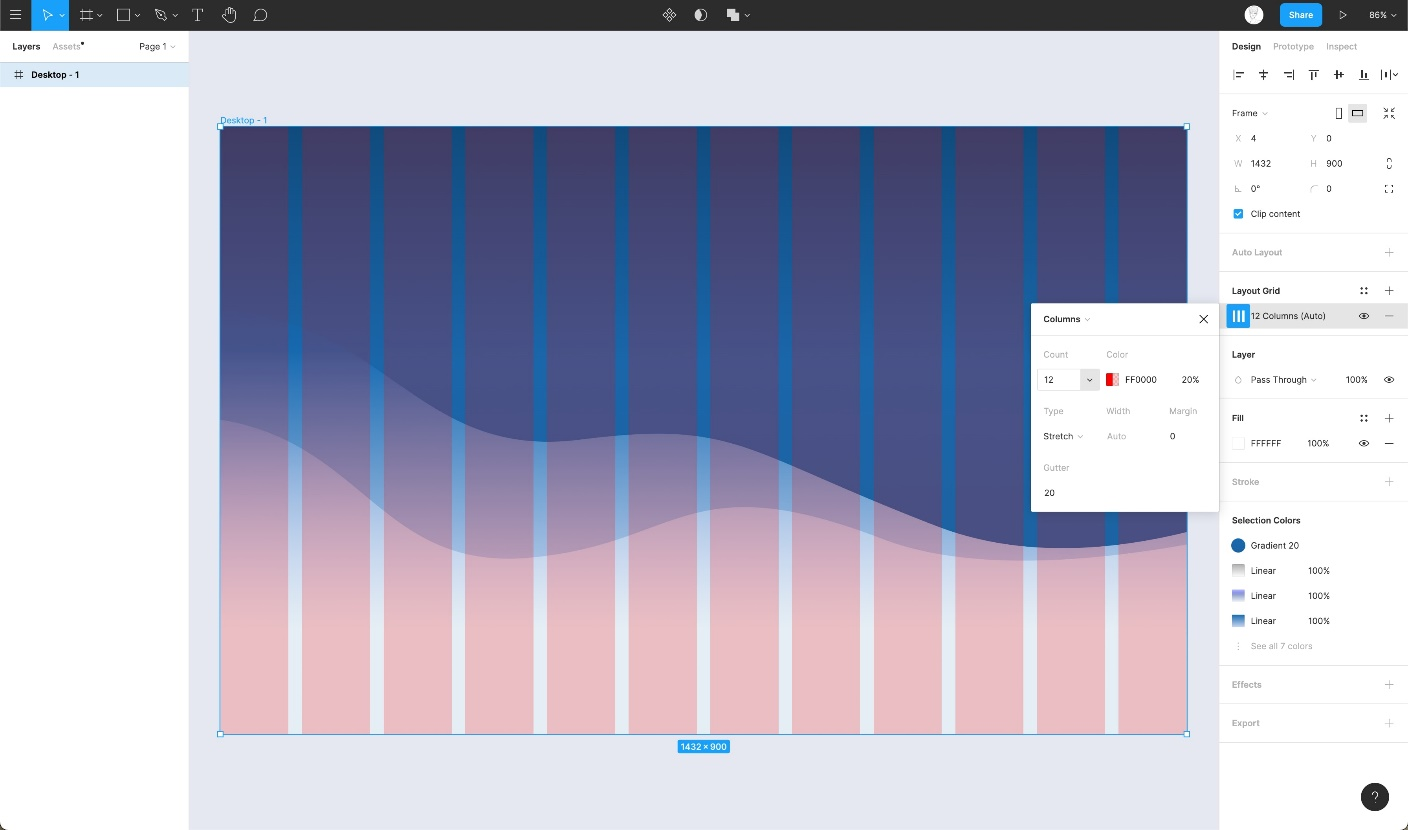 Share
86%
Layers
Assets
Page 1
Desktop - 1
Desktop - 1
1432 × 900
Columns
Count
Color
12
FF0000
20%
Type
Width
Margin
Stretch
Auto
0
Gutter
20
Design
Prototype
Inspect
Frame
X 4
Y 0
W 1432
H 900
0°
0
Clip content
Auto Layout
Layout Grid
12 Columns (Auto)
Layer
Pass Through
100%
Fill
FFFFFF
100%
Stroke
Selection Colors
Gradient 20
Linear 100%
Linear 100%
Linear 100%
See all 7 colors
Effects
Export
?